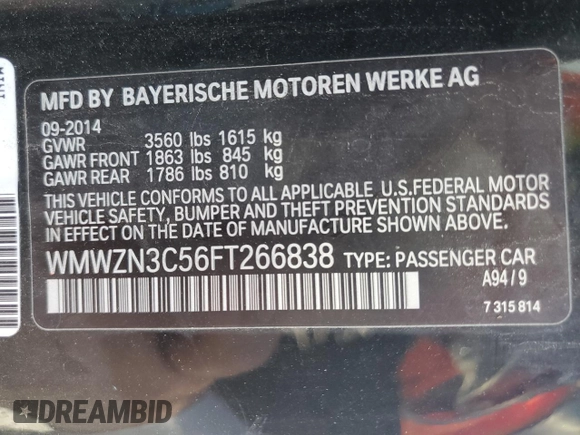 MINI
MFD BY BAYERISCHE MOTOREN WERKE AG
09-2014
GVWR 3560 lbs 1615 kg
GAWR FRONT 1863 lbs 845 kg
GAWR REAR 1786 lbs 810 kg
THIS VEHICLE CONFORMS TO ALL APPLICABLE U.S.FEDERAL MOTOR
VEHICLE SAFETY, BUMPER AND THEFT PREVENTION STANDARDS
IN EFFECT ON THE DATE OF MANUFACTURE SHOWN ABOVE.
WMWZN3C56FT266838 TYPE: PASSENGER CAR
A94/9
7 315 814
DREAMBID